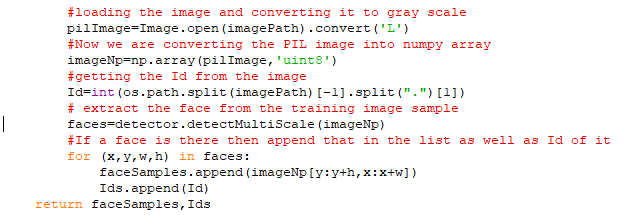 #loading the image and converting it to gray scale
pilImage=Image.open(imagePath).convert('L')
#Now we are converting the PIL image into numpy array
imageNp=np.array(pilImage,'uint8')
#getting the Id from the image
Id=int(os.path.split(imagePath)[-1].split(".")[1])
# extract the face from the training image sample
faces=detector.detectMultiScale(imageNp)
#If a face is there then append that in the list as well as Id of it
for (x,y,w,h) in faces:
faceSamples.append(imageNp[y:y+h,x:x+w])
Ids.append(Id)
return faceSamples,Ids